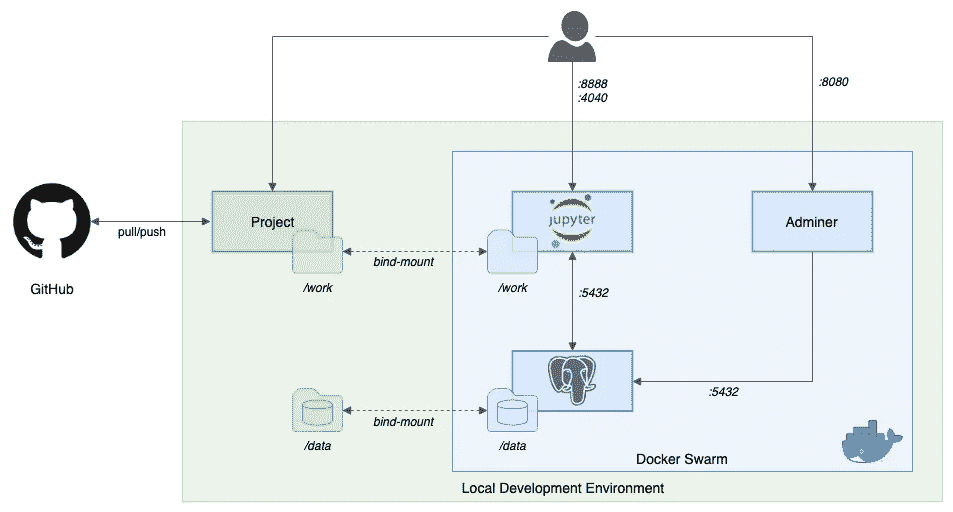 :8888
:4040
:8080
Project
jupyter
Adminer
pull/push
GitHub
bind-mount
/work
/work
:5432
:5432
bind-mount
/data
/data
Docker Swarm
Local Development Environment